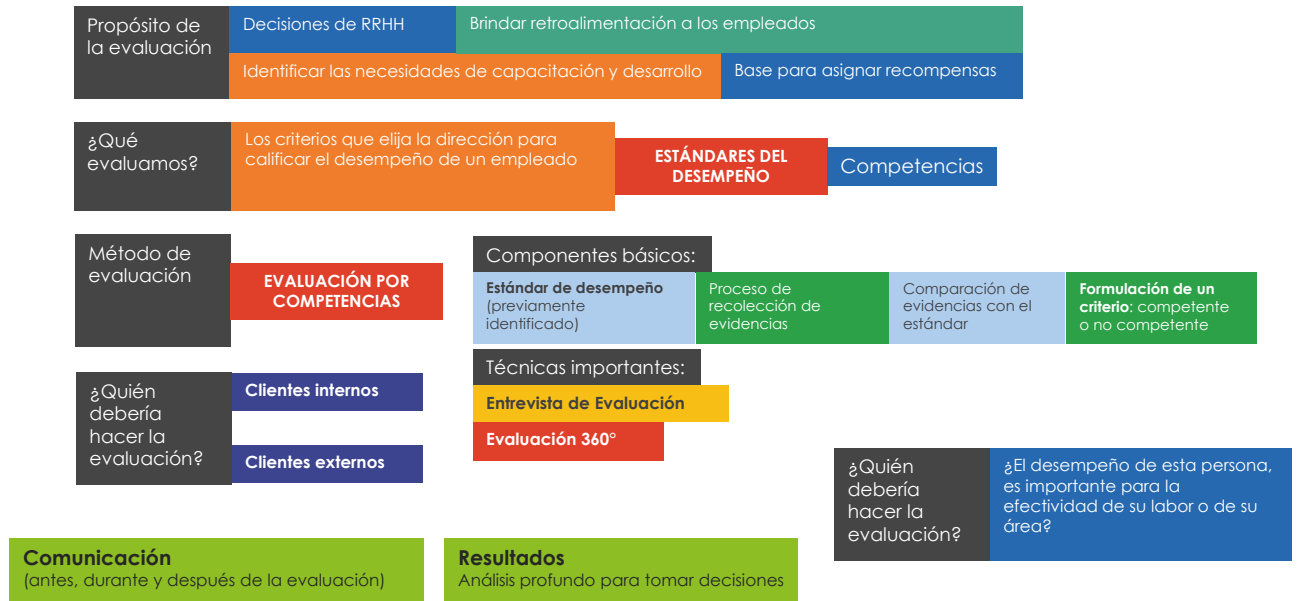 Propósito de
la evaluación
Decisiones de RRHH
Brindar retroalimentación a los empleados
Identificar las necesidades de capacitación y desarrollo
Base para asignar recompensas
¿Qué
evaluamos?
Los criterios que elija la dirección para
calificar el desempeño de un empleado
ESTÁNDARES DEL
DESEMPEÑO
Competencias
Método de
evaluación
EVALUACIÓN POR
COMPETENCIAS
Componentes básicos:
Estándar de desempeño
(previamente
identificado)
Proceso de
recolección de
evidencias
Comparación de
evidencias con el
estándar
Formulación de un
criterio: competente
o no competente
Técnicas importantes:
Entrevista de Evaluación
Evaluación 360°
¿Quién
debería
hacer la
evaluación?
Clientes internos
Clientes externos
¿Quién
debería
hacer la
evaluación?
¿El desempeño de esta persona,
es importante para la
efectividad de su labor o de su
área?
Comunicación
(antes, durante y después de la evaluación)
Resultados
Análisis profundo para tomar decisiones